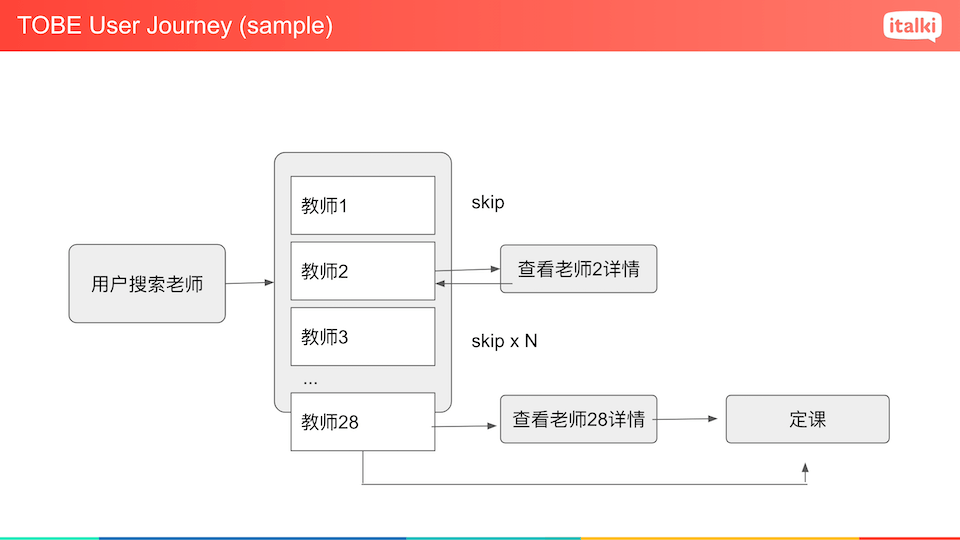 TOBE User Journey (sample)
italki
教师1
skip
用户搜索老师
教师2
查看老师2详情
教师3
skip x N
...
教师28
查看老师28详情
定课